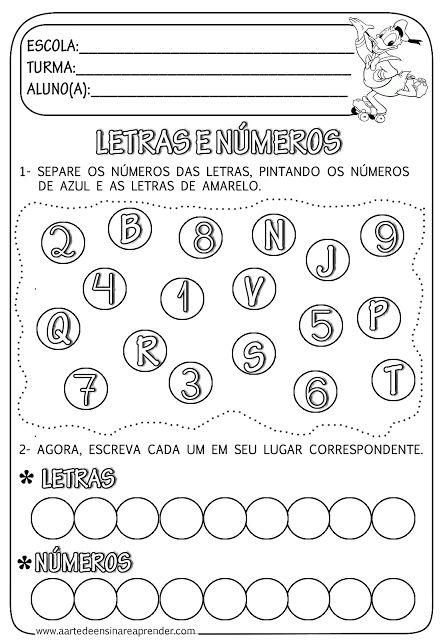 ESCOLA:
TURMA:
ALUNO(A):
LETRAS E NÚMEROS
1- SEPARE OS NÚMEROS DAS LETRAS, PINTANDO OS NÚMEROS
DE AZUL E AS LETRAS DE AMARELO.
2 B 8 N J 9
4 1 V
Q R S 5 P
7 3 6 T
2- AGORA, ESCREVA CADA UM EM SEU LUGAR CORRESPONDENTE.
* LETRAS
* NÚMEROS
www.aartedeensinareaprender.com